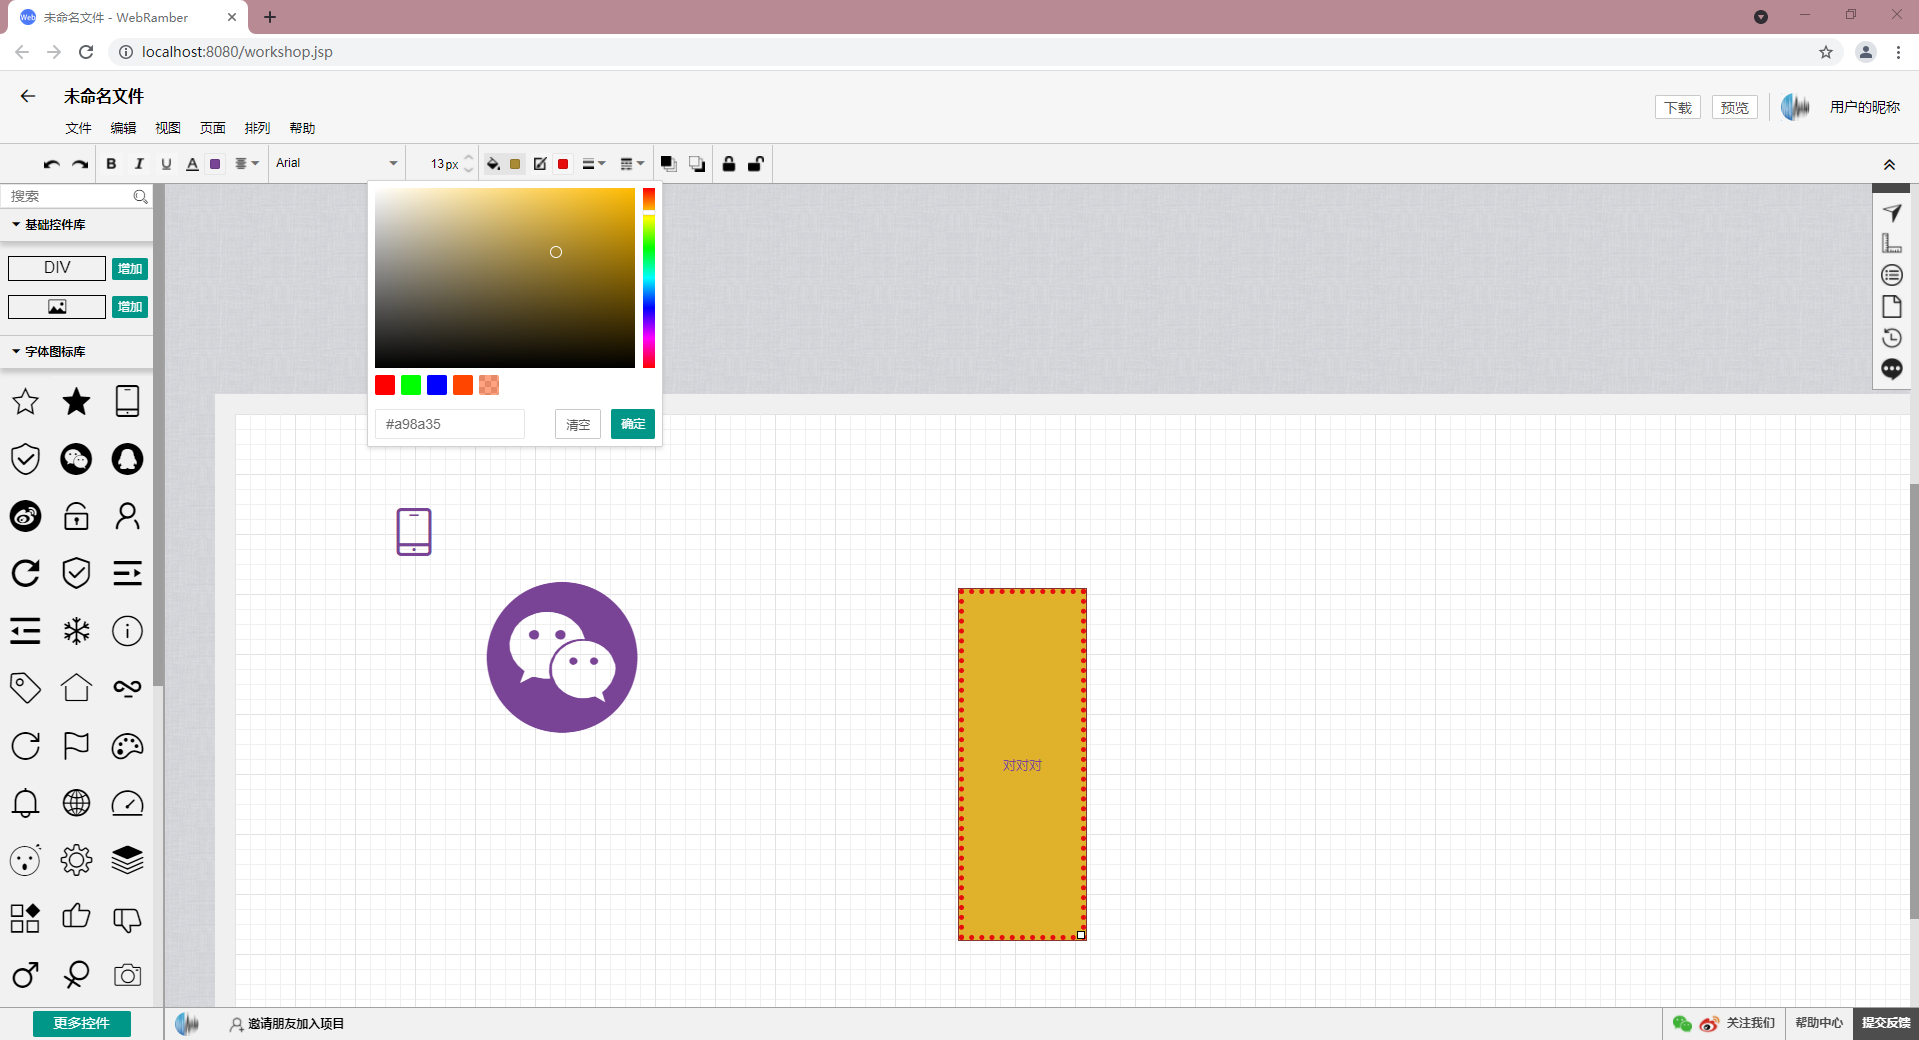 Web 未命名文件 - WebRamber
localhost:8080/workshop.jsp
未命名文件
文件 编辑 视图 页面 排列 帮助
下载 预览 用户的昵称
B I U A Arial 13px
搜索
基础控件库
DIV 增加
增加
字体图标库
#a98a35 清空 确定
对对对
更多控件 邀请朋友加入项目 关注我们 帮助中心 提交反馈